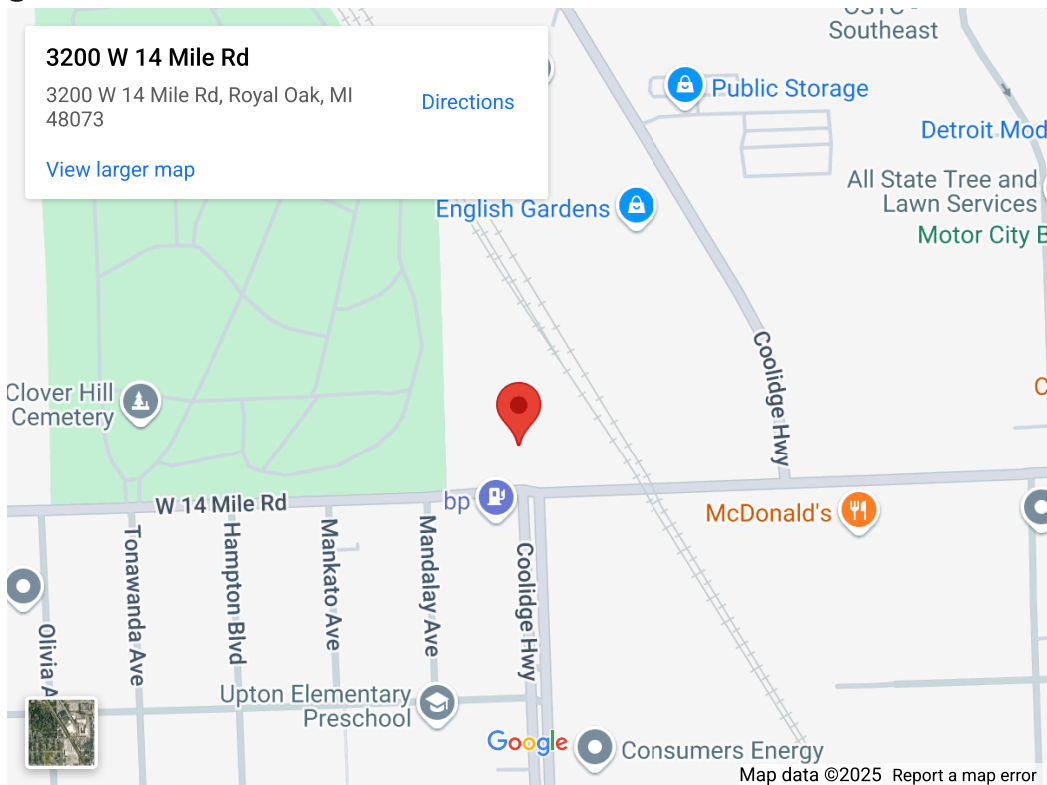 3200 W 14 Mile Rd
3200 W 14 Mile Rd, Royal Oak, MI
48073
Directions
View larger map
Southeast
Public Storage
Detroit Mod
All State Tree and
Lawn Services
Motor City B
English Gardens
Coolidge Hwy
Clover Hill
Cemetery
C
W 14 Mile Rd
bp
McDonald's
Tonawanda Ave
Hampton Blvd
Mankato Ave
Mandalay Ave
Coolidge Hwy
Olivia A
Upton Elementary
Preschool
Google
Consumers Energy
Map data ©2025
Report a map error